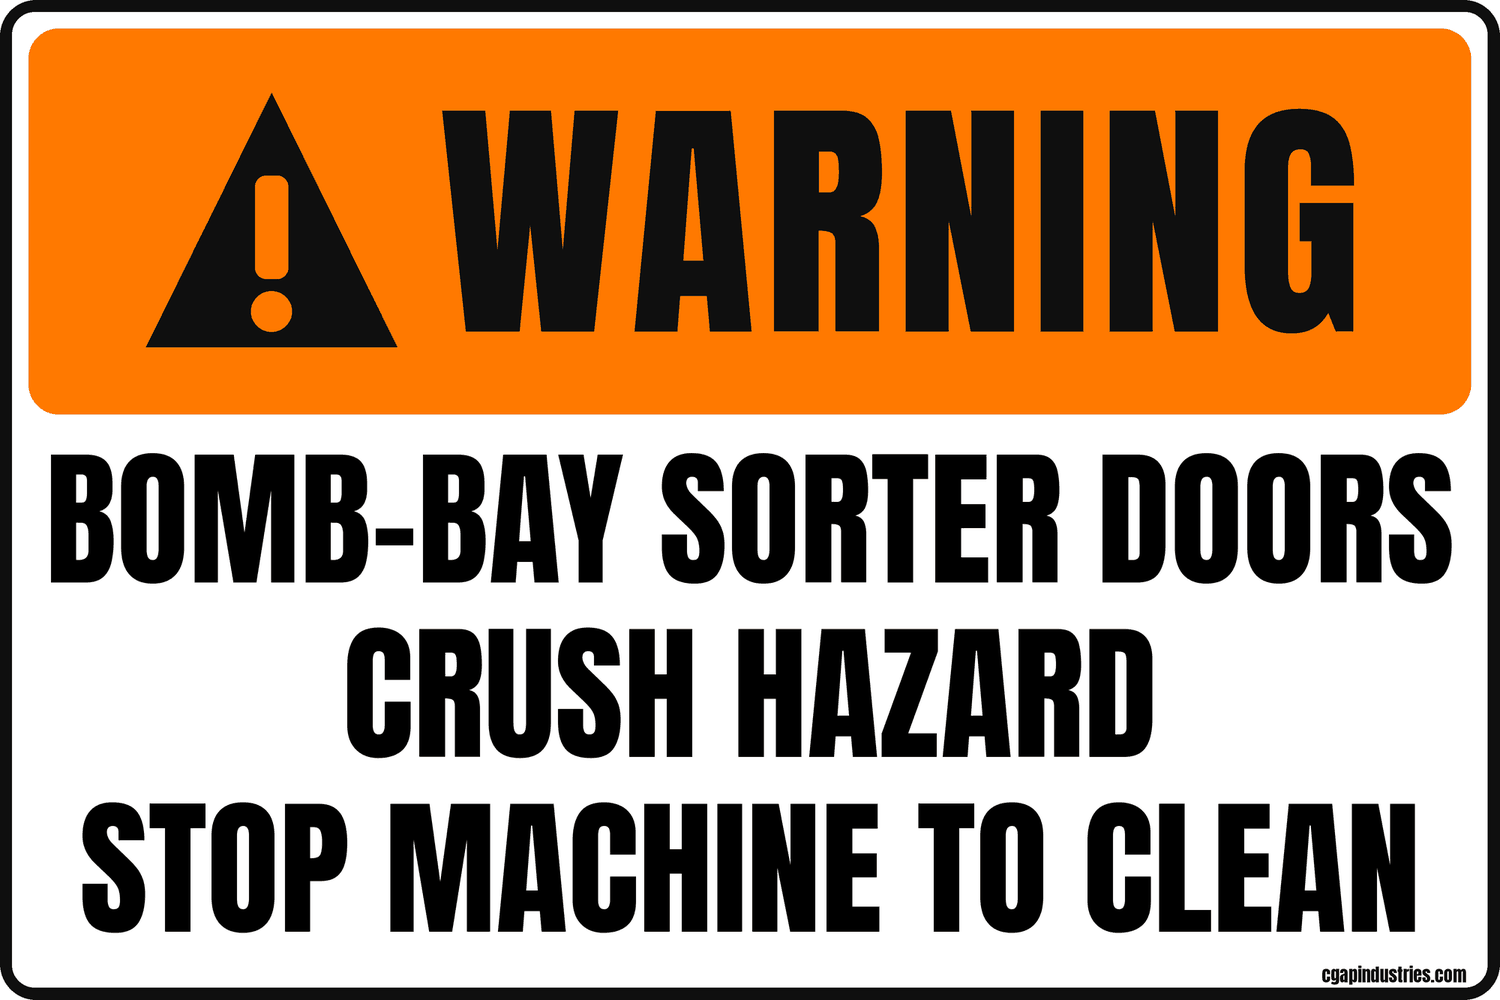 WARNING
BOMB-BAY SORTER DOORS
CRUSH HAZARD
STOP MACHINE TO CLEAN
cgapindustries.com